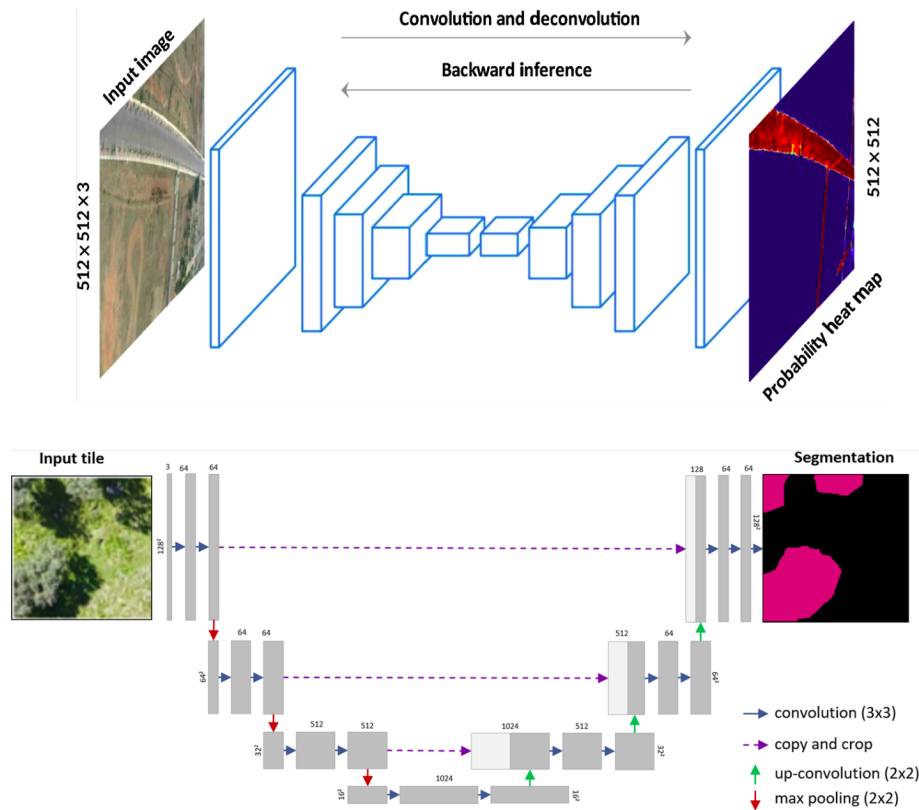 Convolution and deconvolution
Backward inference
Input image
512 × 512 × 3
512 × 512
Probability heat map
Input tile
Segmentation
3
64
64
128
64
64
128²
128²
64
64
512
64
64²
64²
512
512
1024
512
32²
32²
1024
16²
16²
convolution (3x3)
copy and crop
up-convolution (2x2)
max pooling (2x2)